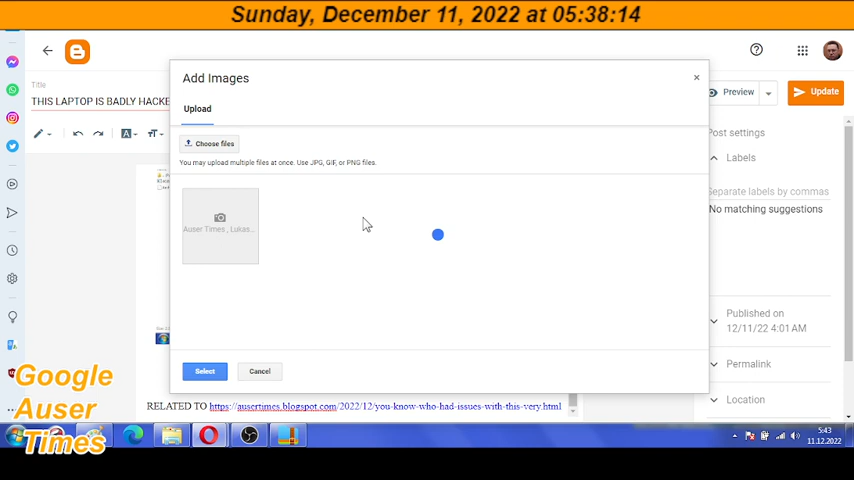 Sunday, December 11, 2022 at 05:38:14
Add Images
×
Title
Upload
Preview
Update
THIS LAPTOP IS BADLY HACKE
Post settings
Choose files
Labels
You may upload multiple files at once. Use JPG, GIF, or PNG files.
Separate labels by commas
No matching suggestions
Auser Times , Lukas...
Published on
12/11/22 4:01 AM
Permalink
Select
Cancel
Google
Auser
Times
Location
RELATED TO https://ausertimes.blogspot.com/2022/12/you-know-who-had-issues-with-this-very.html
5:43
11.12.2022